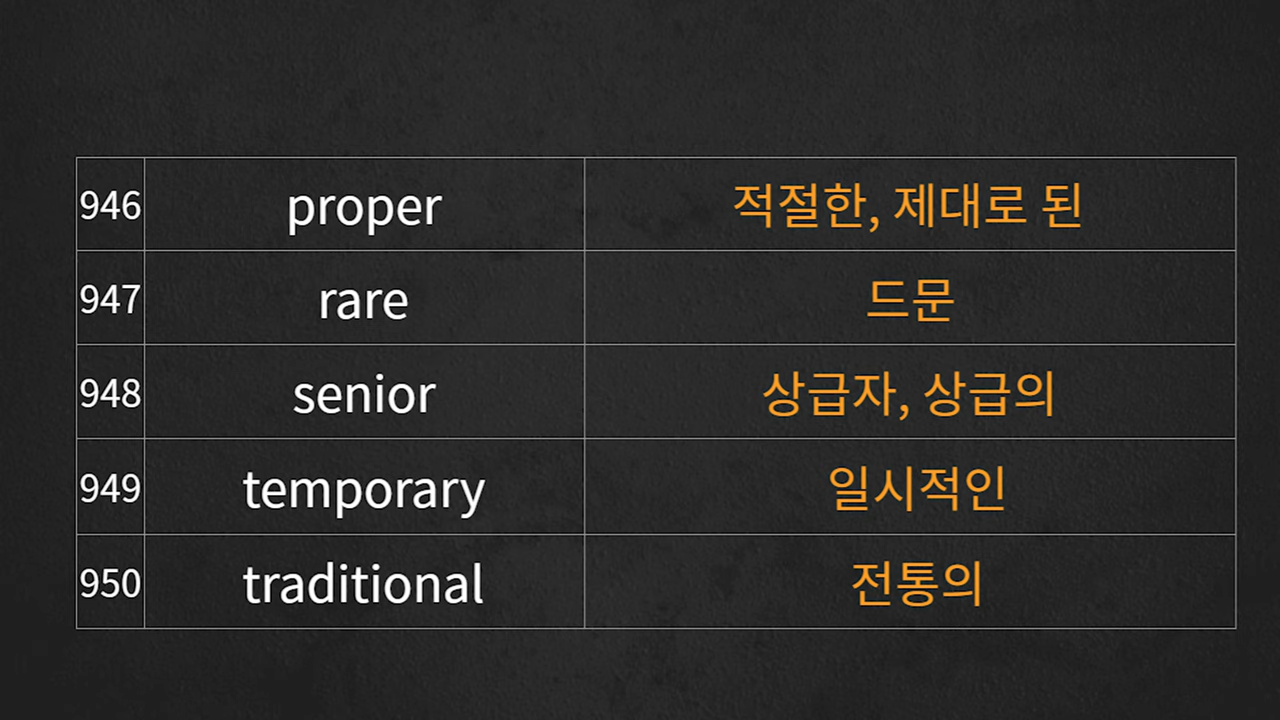 946 proper 적절한, 제대로 된
947 rare 드문
948 senior 상급자, 상급의
949 temporary 일시적인
950 traditional 전통의